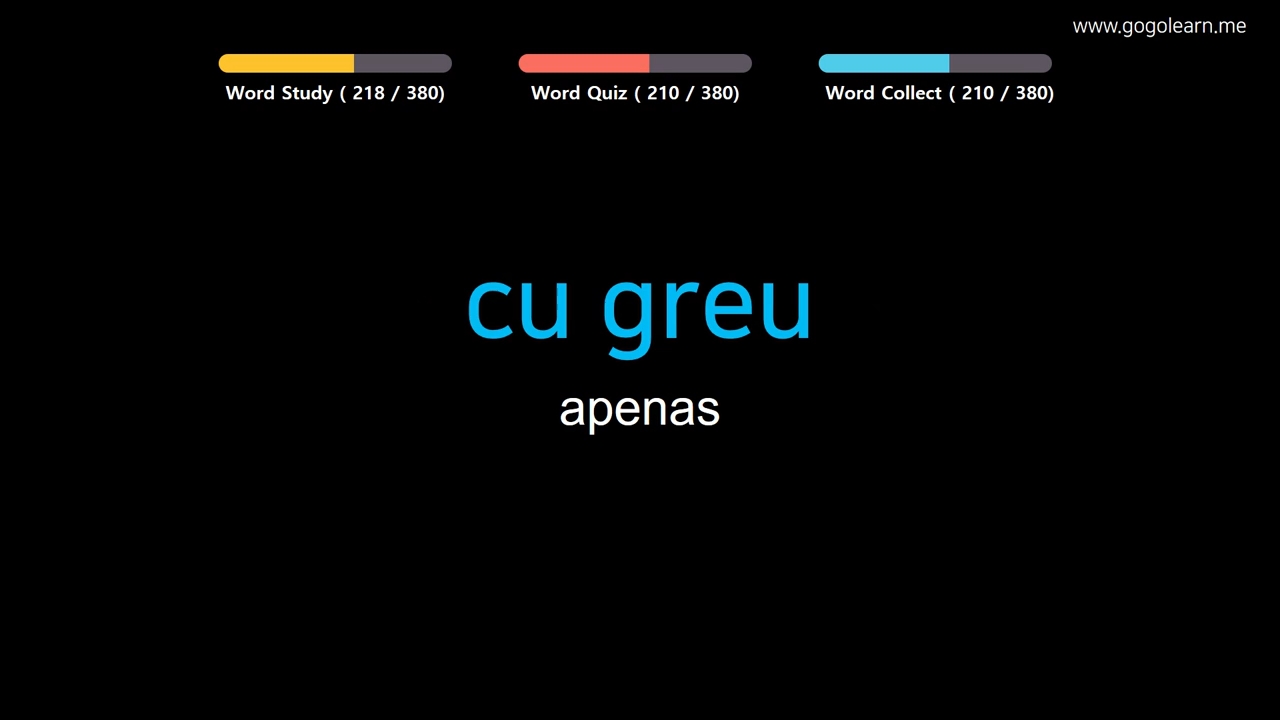 www.gogolearn.me
Word Study ( 218 / 380)
Word Quiz ( 210 / 380)
Word Collect ( 210 / 380)
cu greu
apenas